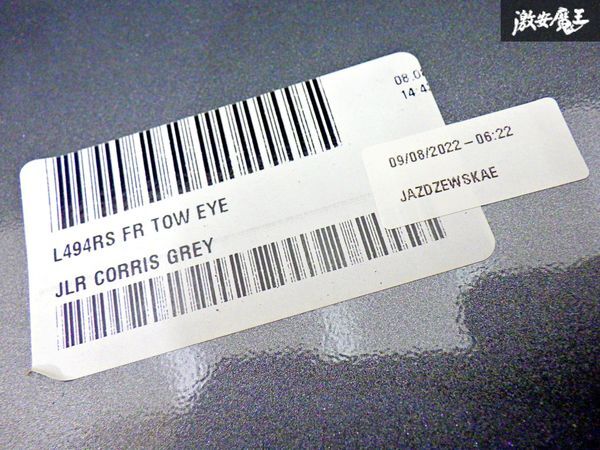 激安魔王
08.0
14:4
09/08/2022-06:22
JAZDZEWSKAE
L494RS FR TOW EYE
JLR CORRIS GREY